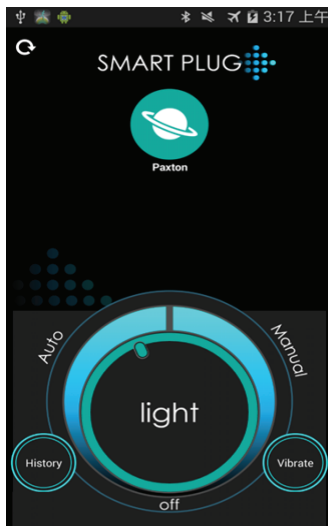 3:17 上午
SMART PLUG
Paxton
Auto
Manual
light
History
Vibrate
off